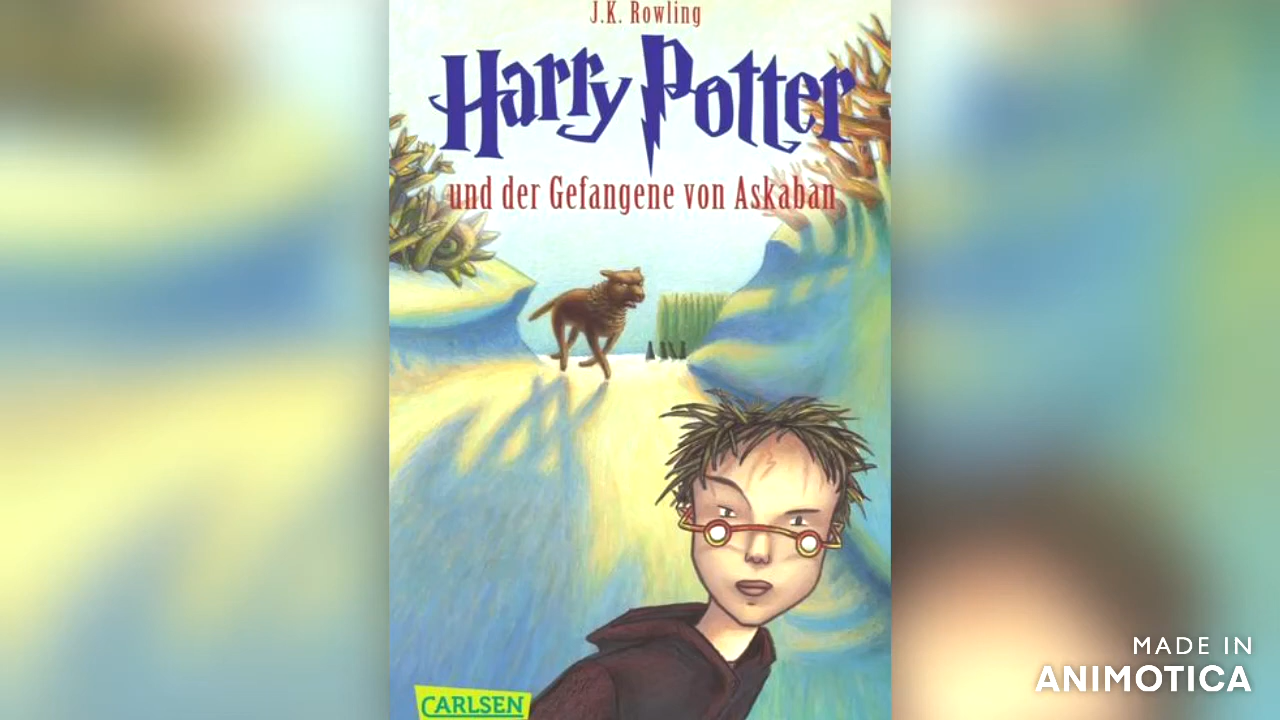 J.K. Rowling
Harry Potter
und der Gefangene von Askaban
CARLSEN
MADE IN
ANIMOTICA